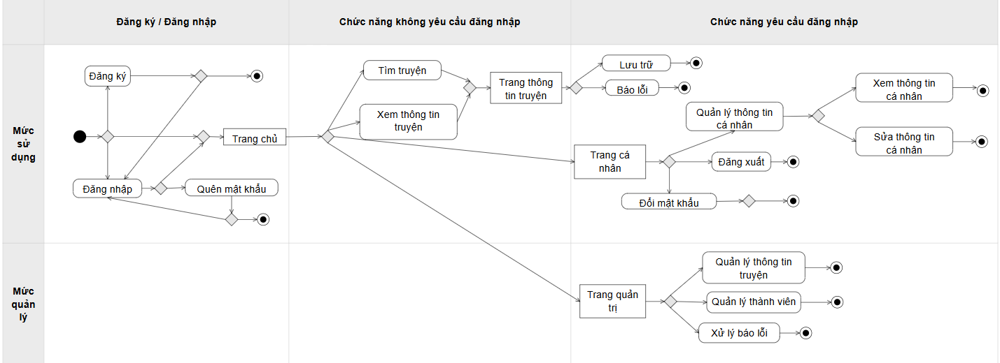 Đăng ký / Đăng nhập
Chức năng không yêu cầu đăng nhập
Chức năng yêu cầu đăng nhập
Mức
sử
dụng
Đăng ký
Trang chủ
Đăng nhập
Quên mật khẩu
Tìm truyện
Xem thông tin
truyện
Trang thông
tin truyện
Lưu trữ
Báo lỗi
Quản lý thông tin
cá nhân
Xem thông tin
cá nhân
Sửa thông tin
cá nhân
Trang cá
nhân
Đăng xuất
Đổi mật khẩu
Mức
quản
lý
Trang quản
trị
Quản lý thông tin
truyện
Quản lý thành viên
Xử lý báo lỗi